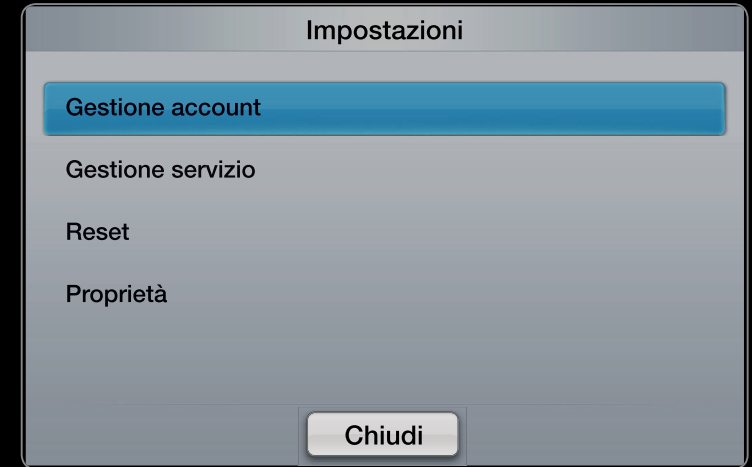 Impostazioni
Gestione account
Gestione servizio
Reset
Proprietà
Chiudi